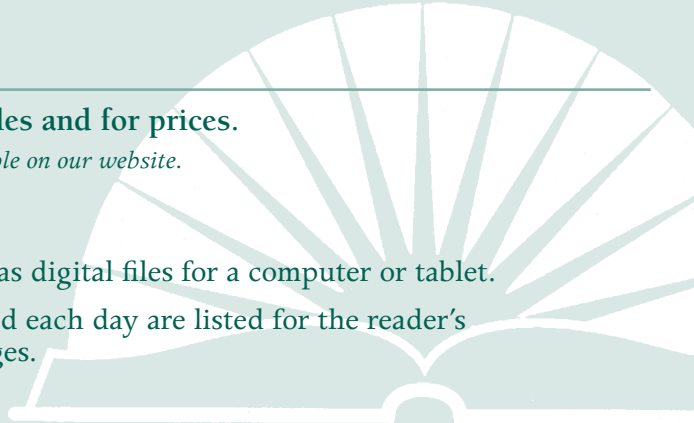 les and for prices.
ble on our website.
as digital files for a computer or tablet.
d each day are listed for the reader’s
ges.